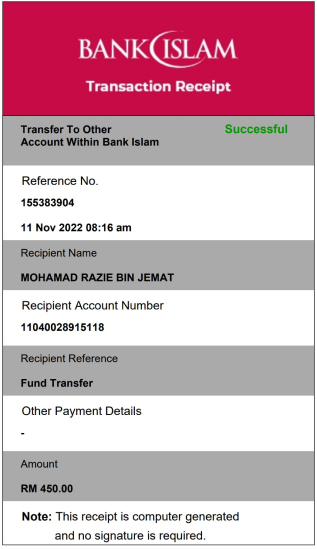 BANK ISLAM
Transaction Receipt
Transfer To Other
Account Within Bank Islam
Successful
Reference No.
155383904
11 Nov 2022 08:16 am
Recipient Name
MOHAMAD RAZIE BIN JEMAT
Recipient Account Number
11040028915118
Recipient Reference
Fund Transfer
Other Payment Details
-
Amount
RM 450.00
Note: This receipt is computer generated
and no signature is required.